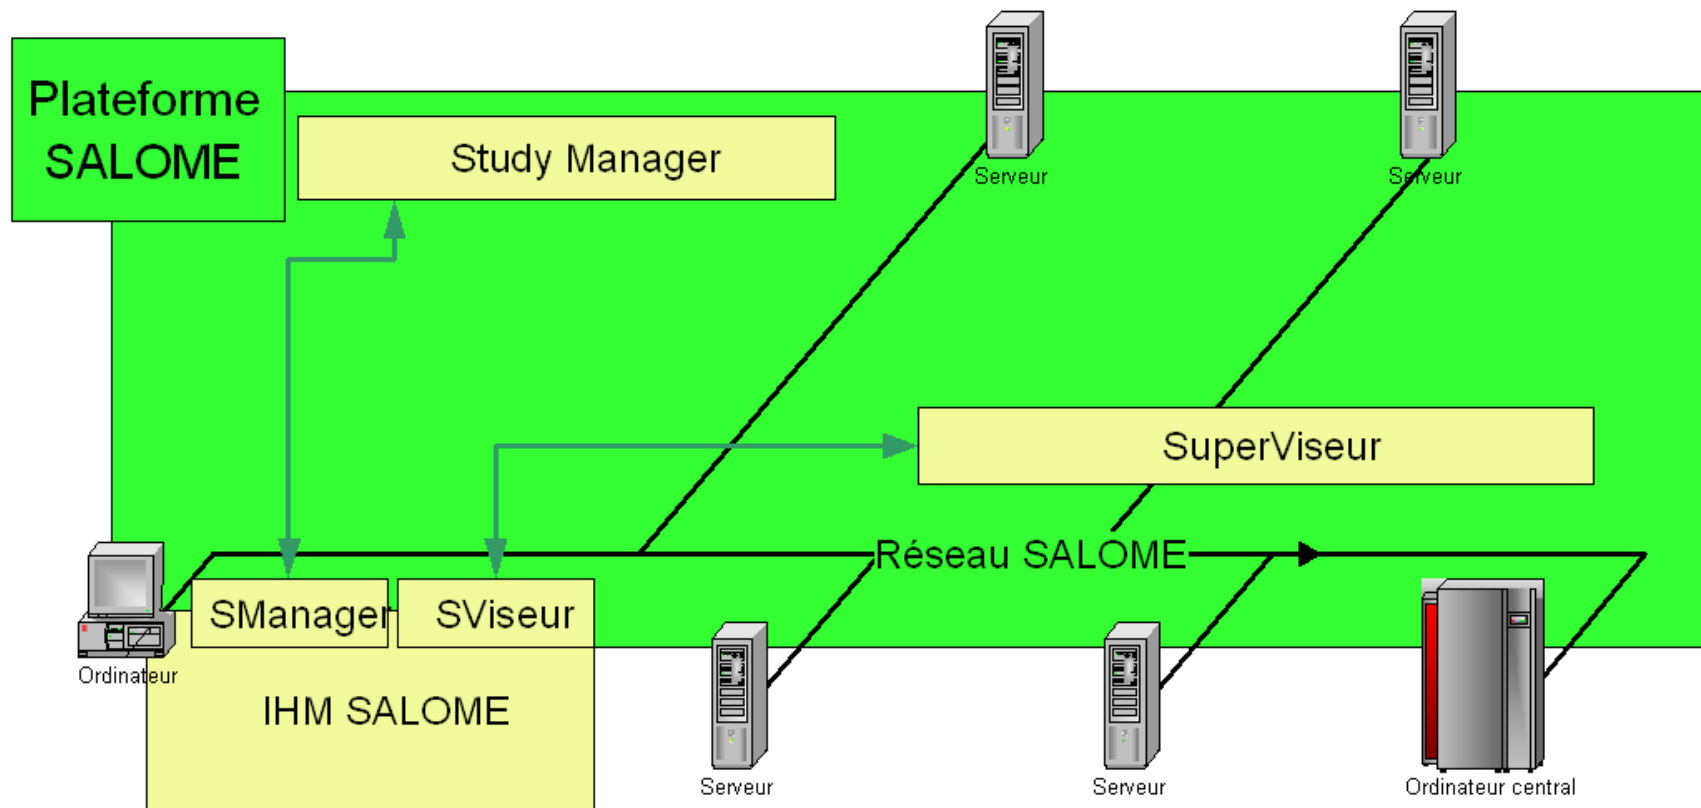 Plateforme
SALOME
Study Manager
Serveur
Serveur
SuperViseur
Réseau SALOME
SManager
SViseur
Ordinateur
IHM SALOME
Serveur
Serveur
Ordinateur central